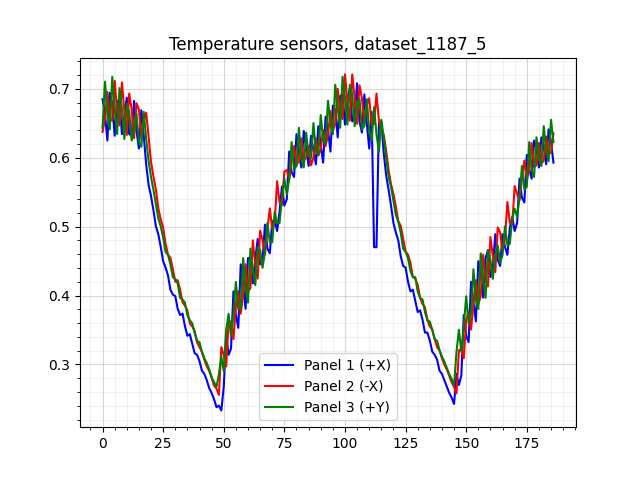 Temperature sensors, dataset_1187_5
0.7
0.6
0.5
0.4
0.3
Panel 1 (+X)
Panel 2 (-X)
Panel 3 (+Y)
0 25 50 75 100 125 150 175